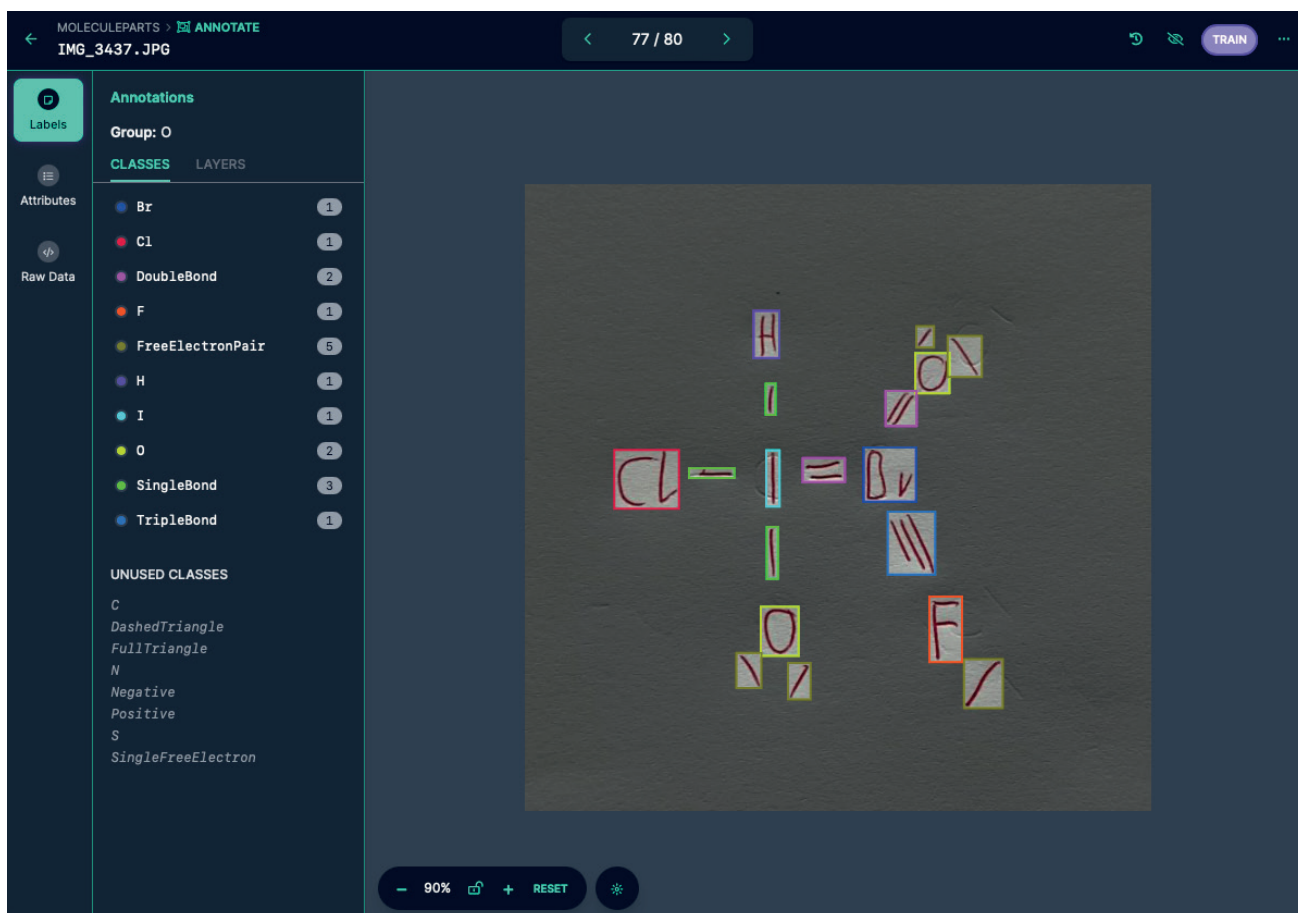 MOLECULEPARTS > ANNOTATE
IMG_3437.JPG
77 / 80
TRAIN
Labels
Attributes
Raw Data
Annotations
Group: O
CLASSES LAYERS
Br 1
Cl 1
DoubleBond 2
F 1
FreeElectronPair 5
H 1
I 1
O 2
SingleBond 3
TripleBond 1
UNUSED CLASSES
C
DashedTriangle
FullTriangle
N
Negative
Positive
S
SingleFreeElectron
H
O
Cl – I = Br
O
F
90% + RESET